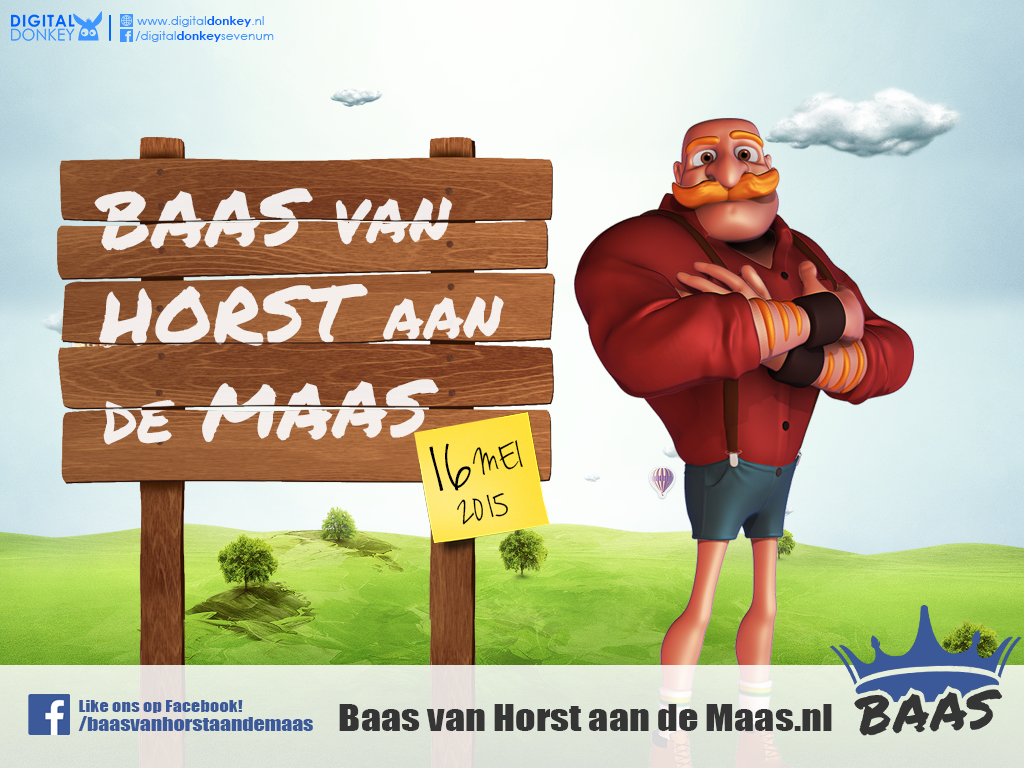 DIGITAL
DONKEY
www.digitaldonkey.nl
/digitaldonkeysevenum
BAAS VAN
HORST AAN
DE MAAS
16 MEI
2015
Like ons op Facebook!
/baasvanhorstaandemaas
Baas van Horst aan de Maas.nl
BAAS